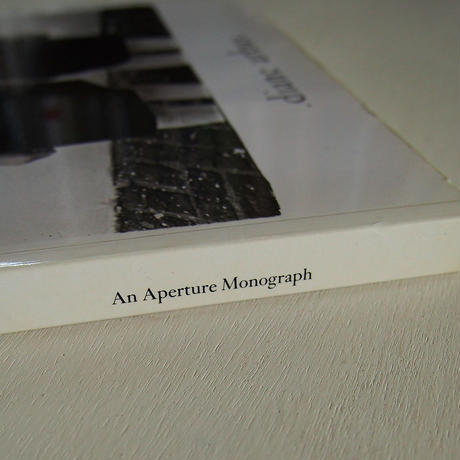 diane arbus.
An Aperture Monograph